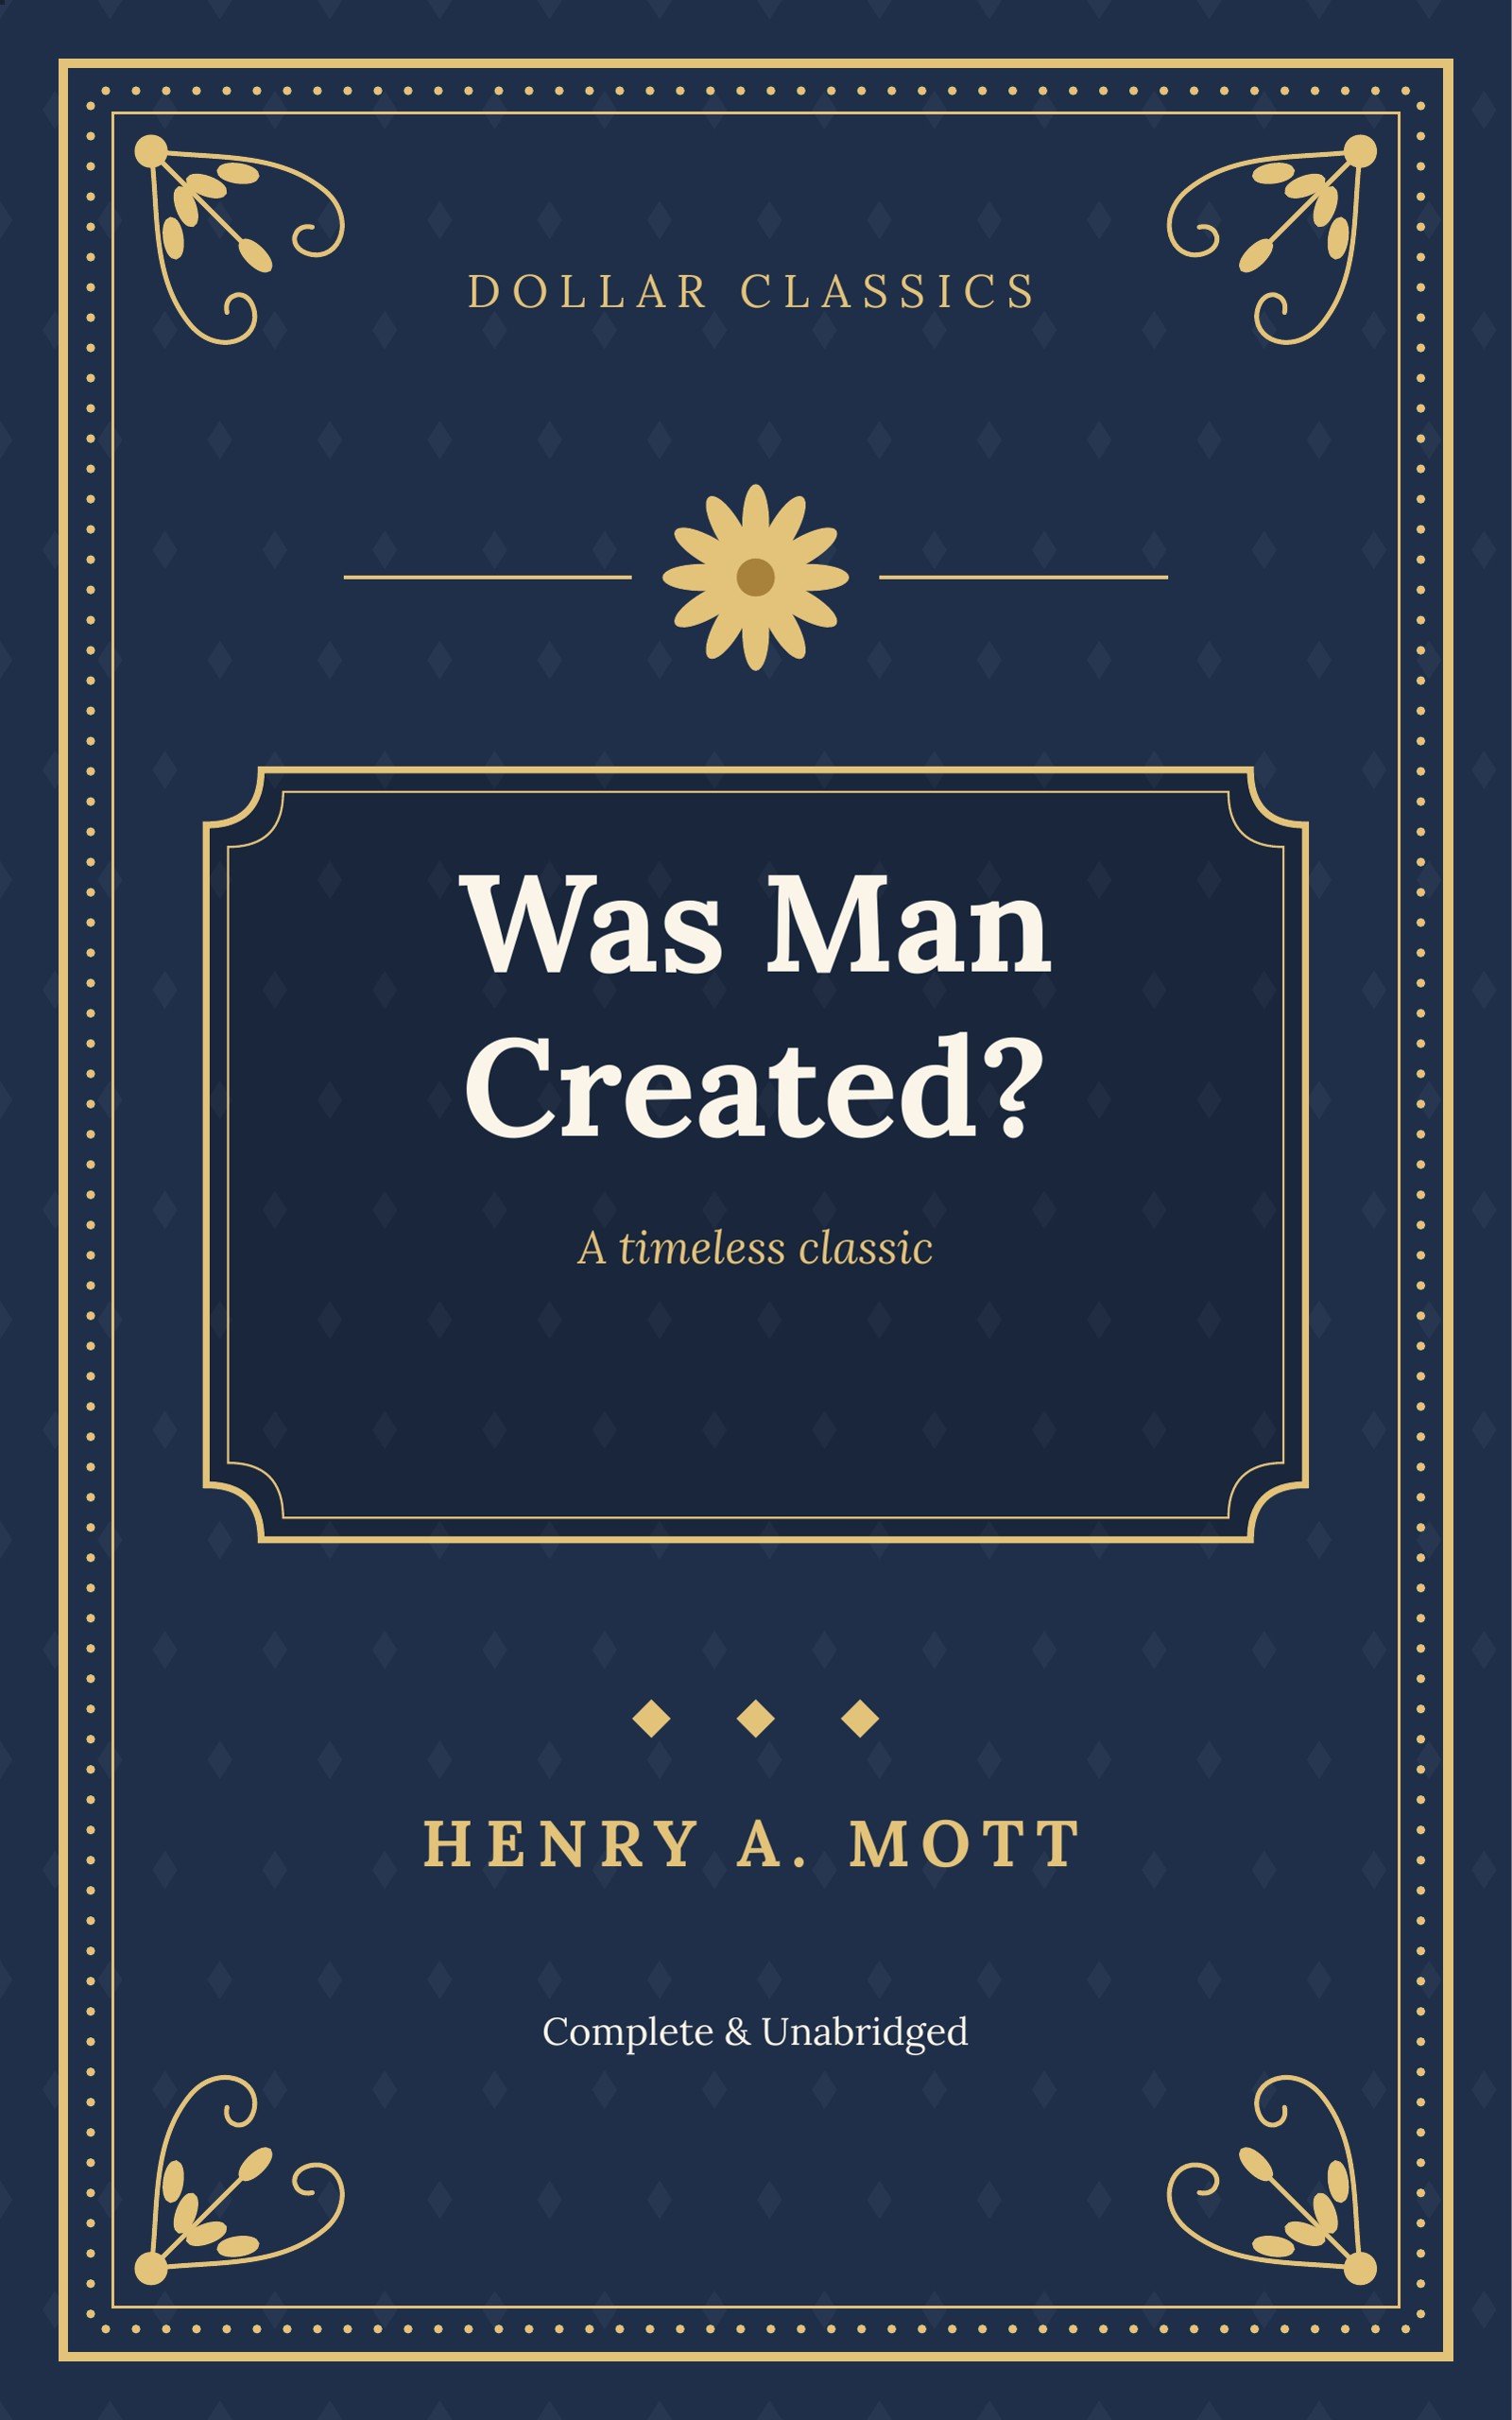 DOLLAR CLASSICS
Was Man
Created?
A timeless classic
HENRY A. MOTT
Complete & Unabridged